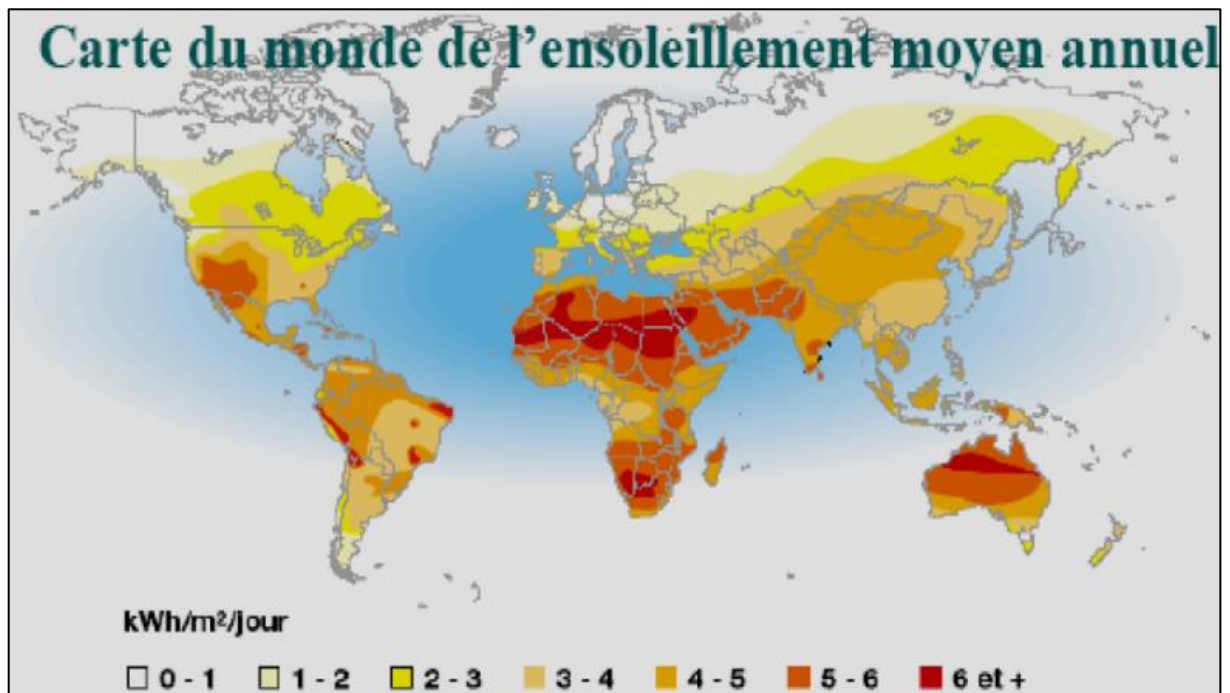 Carte du monde de l’ensoleillement moyen annuel
kWh/m²/jour
0 - 1 1 - 2 2 - 3 3 - 4 4 - 5 5 - 6 6 et +